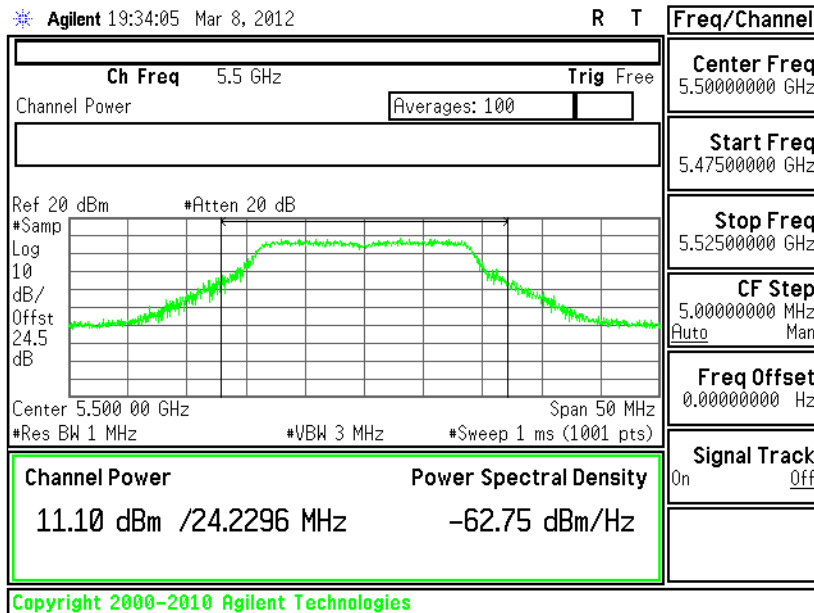 Agilent 19:34:05 Mar 8, 2012 R T
Ch Freq 5.5 GHz Trig Free
Channel Power Averages: 100
Ref 20 dBm #Atten 20 dB
#Samp
Log
10
dB/
Offst
24.5
dB
Center 5.500 00 GHz Span 50 MHz
#Res BW 1 MHz #VBW 3 MHz #Sweep 1 ms (1001 pts)
Channel Power Power Spectral Density
11.10 dBm /24.2296 MHz -62.75 dBm/Hz
Copyright 2000-2010 Agilent Technologies
Freq/Channel
Center Freq
5.50000000 GHz
Start Freq
5.47500000 GHz
Stop Freq
5.52500000 GHz
CF Step
5.00000000 MHz
Auto Man
Freq Offset
0.00000000 Hz
Signal Track
On Off